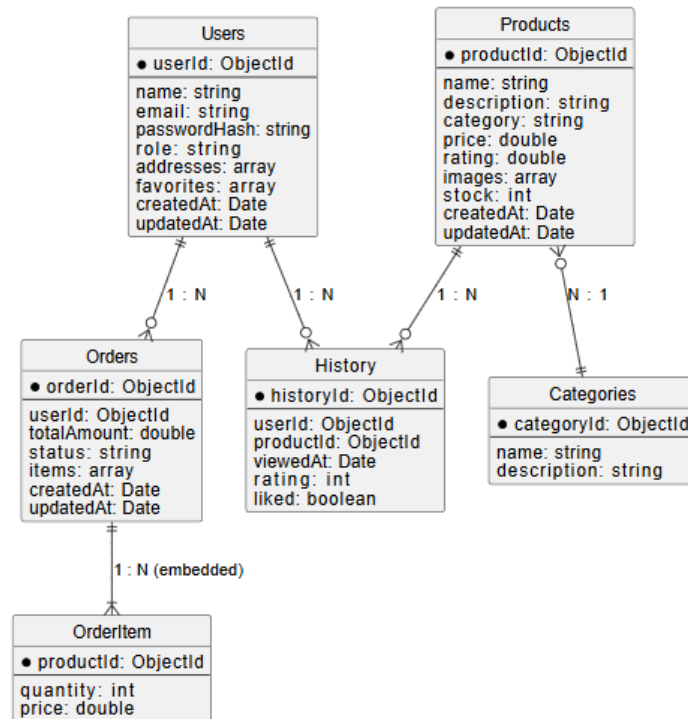 Users
● userId: ObjectId
name: string
email: string
passwordHash: string
role: string
addresses: array
favorites: array
createdAt: Date
updatedAt: Date
Products
● productId: ObjectId
name: string
description: string
category: string
price: double
rating: double
images: array
stock: int
createdAt: Date
updatedAt: Date
1 : N
1 : N
1 : N
N : 1
Orders
● orderId: ObjectId
userId: ObjectId
totalAmount: double
status: string
items: array
createdAt: Date
updatedAt: Date
History
● historyId: ObjectId
userId: ObjectId
productId: ObjectId
viewedAt: Date
rating: int
liked: boolean
Categories
● categoryId: ObjectId
name: string
description: string
1 : N (embedded)
OrderItem
● productId: ObjectId
quantity: int
price: double